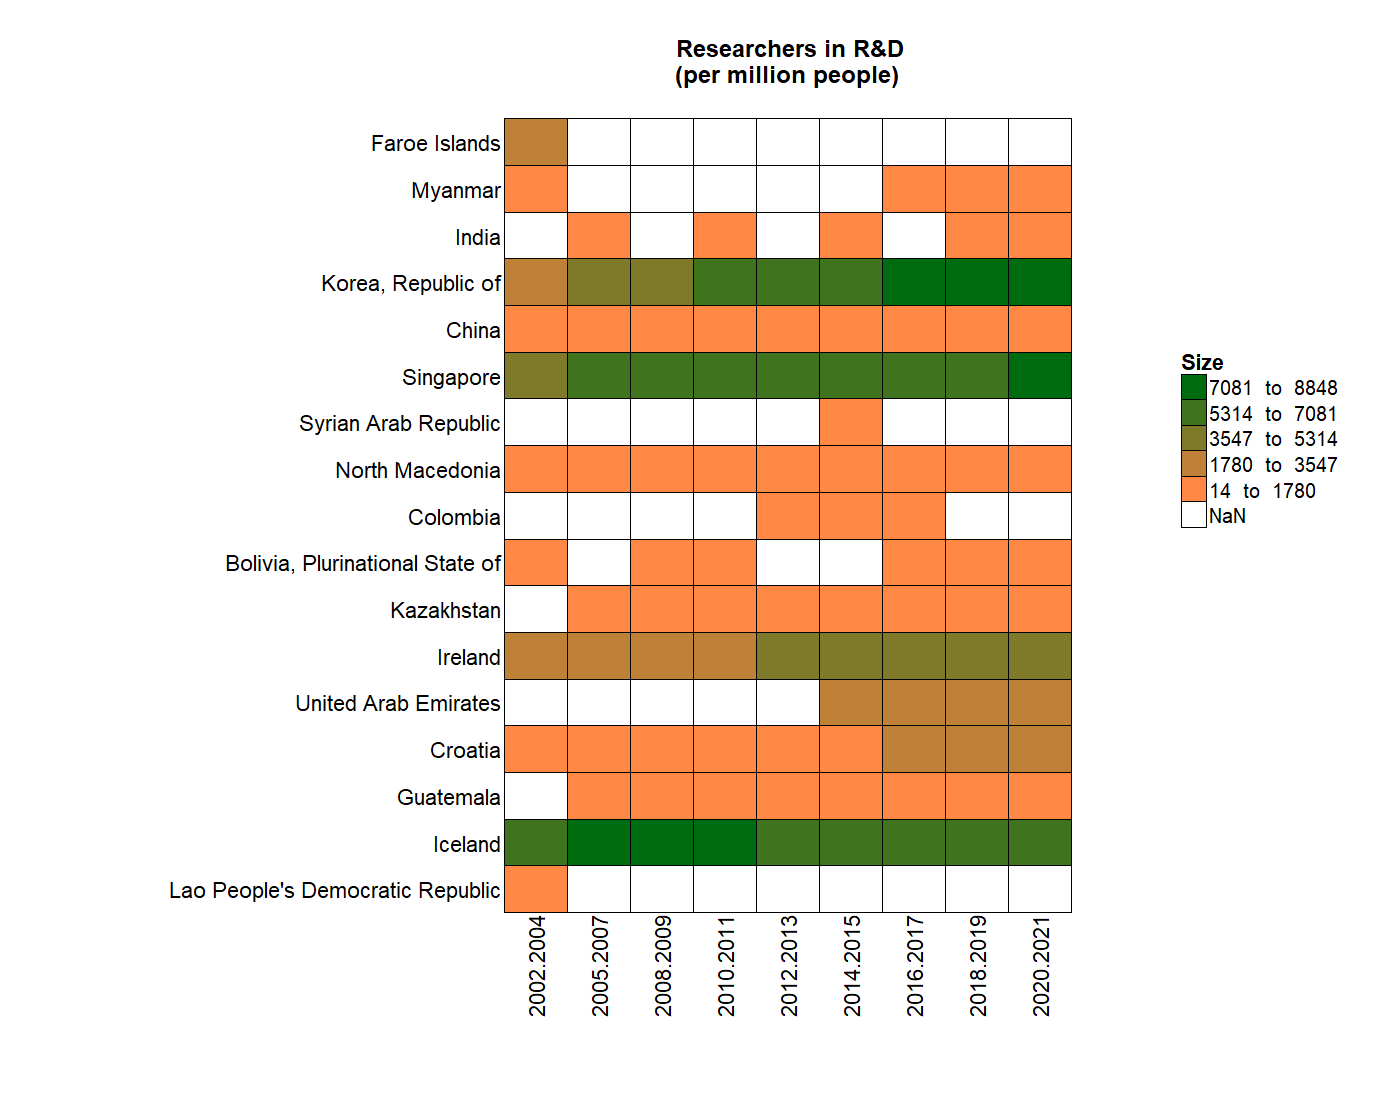 Researchers in R&D
(per million people)
Faroe Islands
Myanmar
India
Korea, Republic of
China
Singapore
Syrian Arab Republic
North Macedonia
Colombia
Bolivia, Plurinational State of
Kazakhstan
Ireland
United Arab Emirates
Croatia
Guatemala
Iceland
Lao People's Democratic Republic
2002.2004
2005.2007
2008.2009
2010.2011
2012.2013
2014.2015
2016.2017
2018.2019
2020.2021
Size
7081 to 8848
5314 to 7081
3547 to 5314
1780 to 3547
14 to 1780
NaN